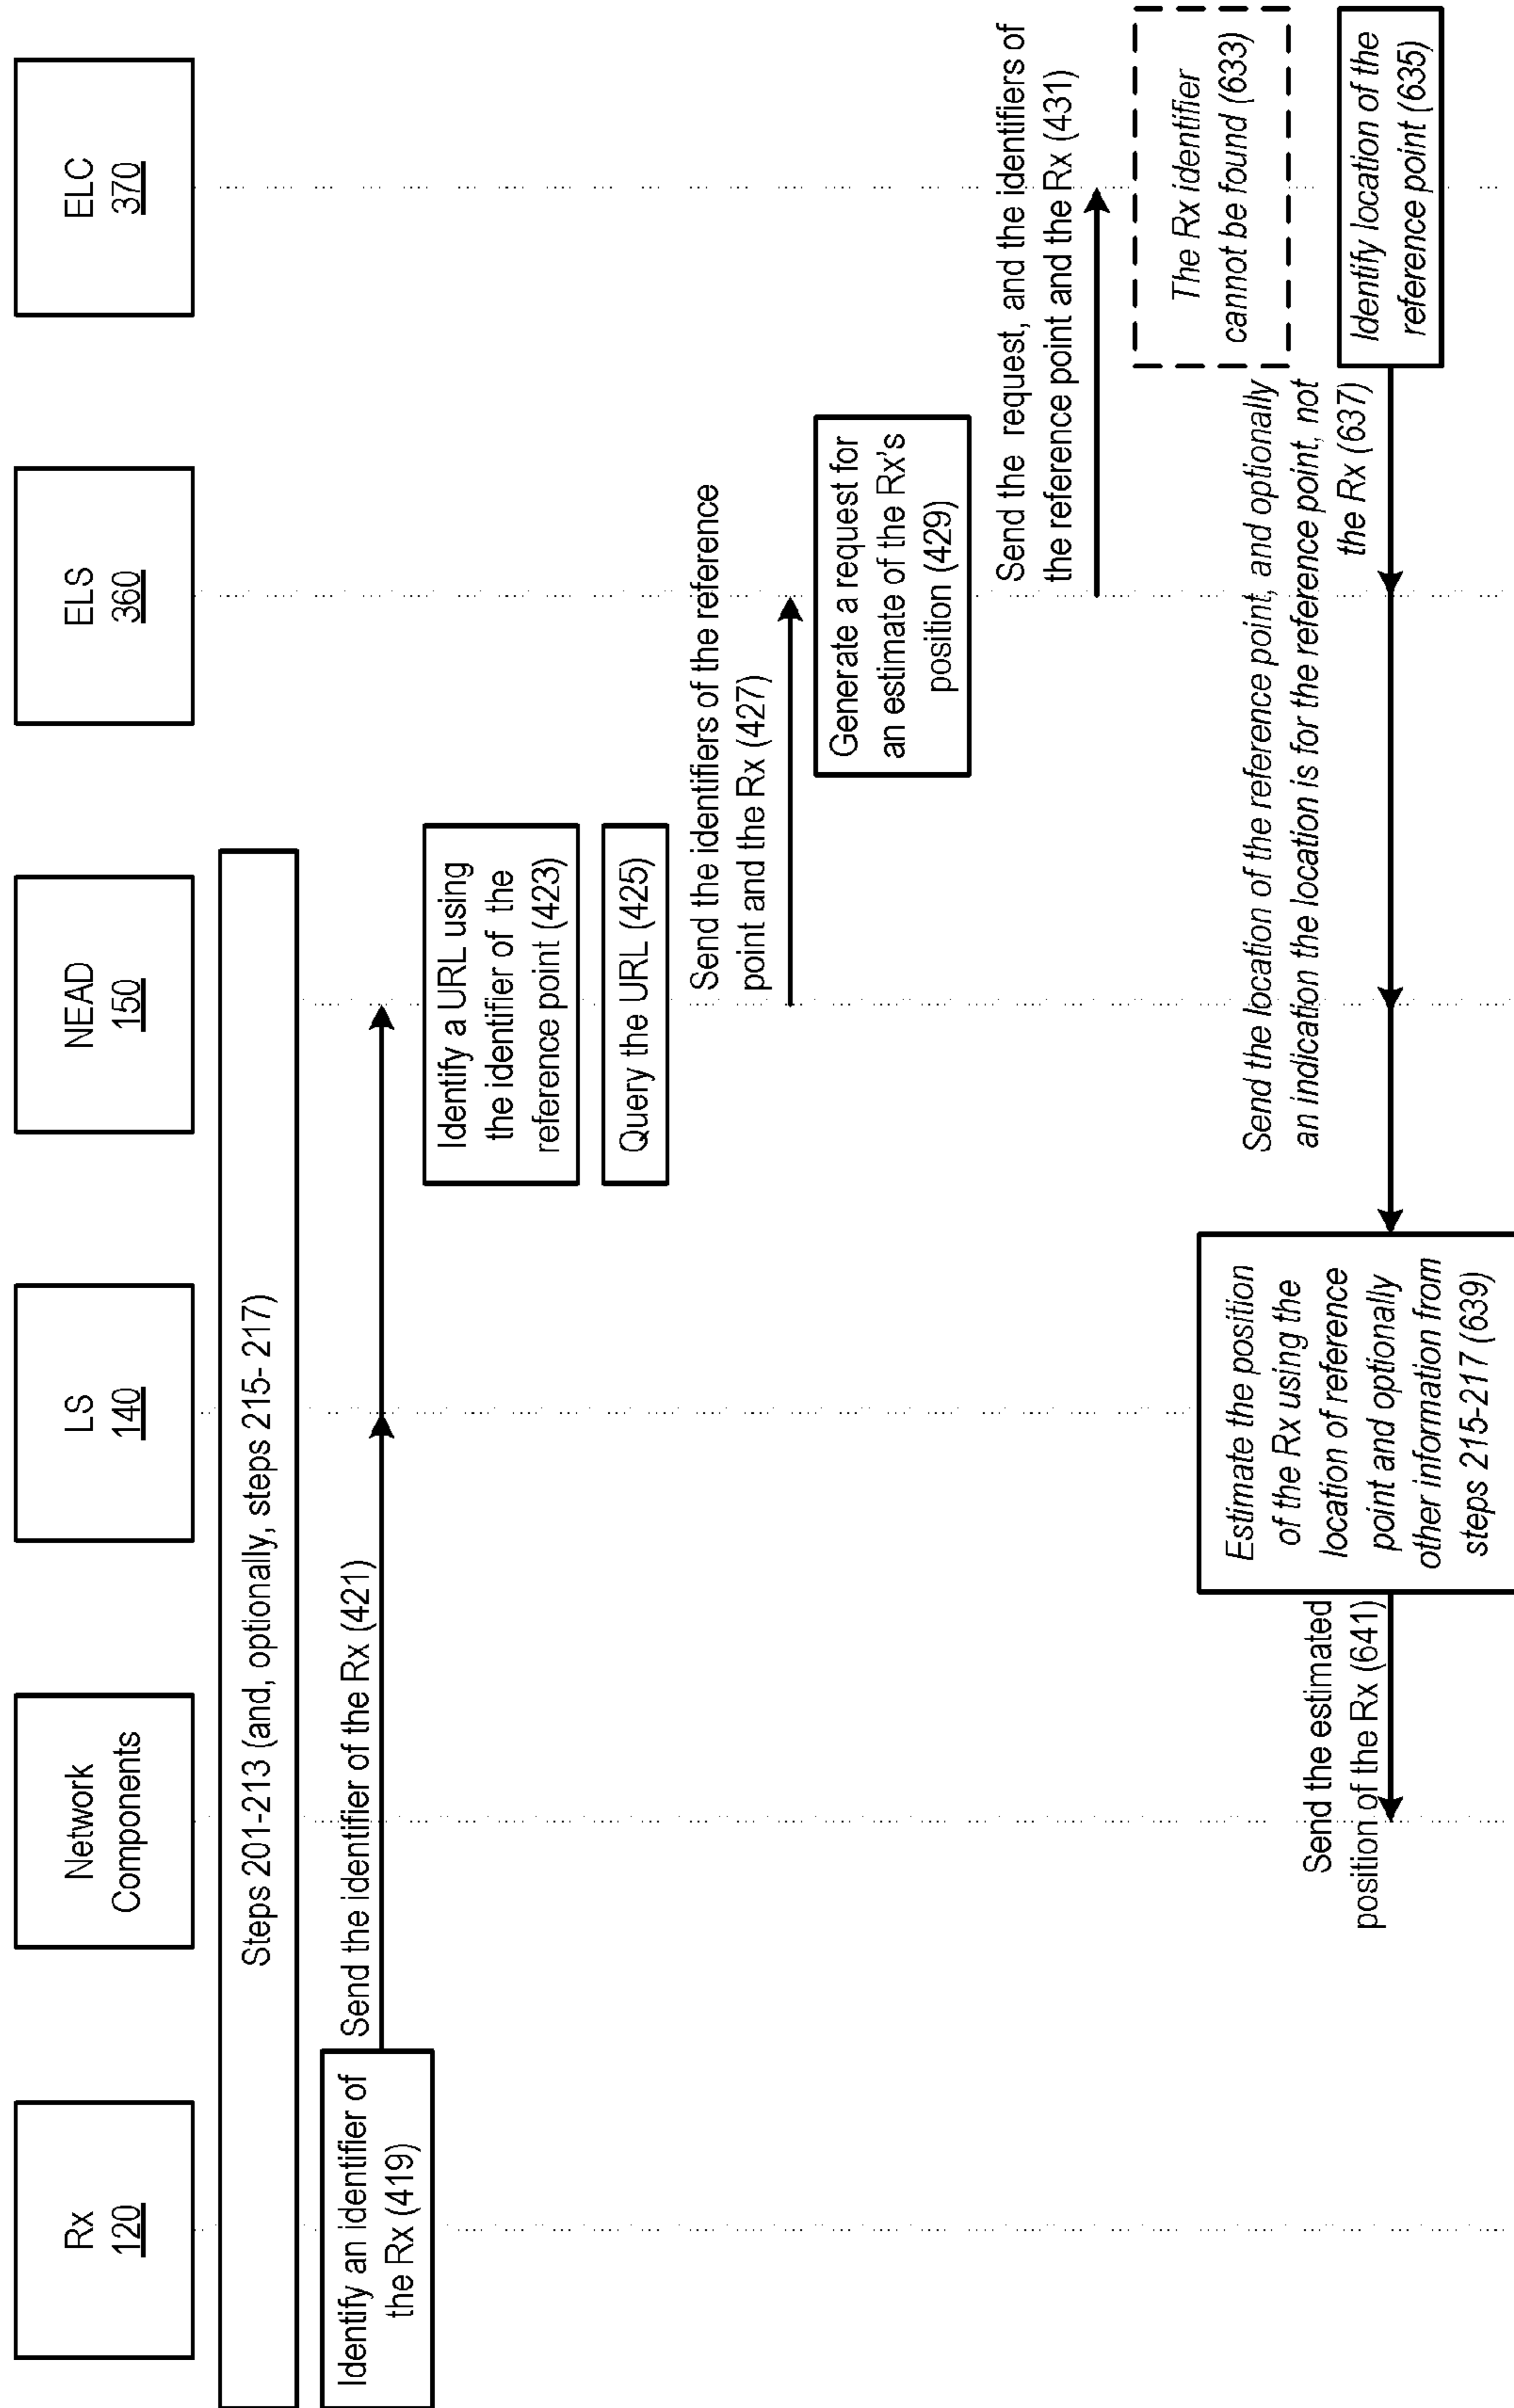 Rx
120
Network
Components
LS
140
NEAD
150
ELS
360
ELC
370
Steps 201-213 (and, optionally, steps 215- 217)
Identify an identifier of
the Rx (419)
Send the identifier of the Rx (421)
Identify a URL using
the identifier of the
reference point (423)
Query the URL (425)
Send the identifiers of the reference
point and the Rx (427)
Generate a request for
an estimate of the Rx's
position (429)
Send the request, and the identifiers of
the reference point and the Rx (431)
The Rx identifier
cannot be found (633)
Identify location of the
reference point (635)
Send the location of the reference point, and optionally
an indication the location is for the reference point, not
the Rx (637)
Estimate the position
of the Rx using the
location of reference
point and optionally
other information from
steps 215-217 (639)
Send the estimated
position of the Rx (641)